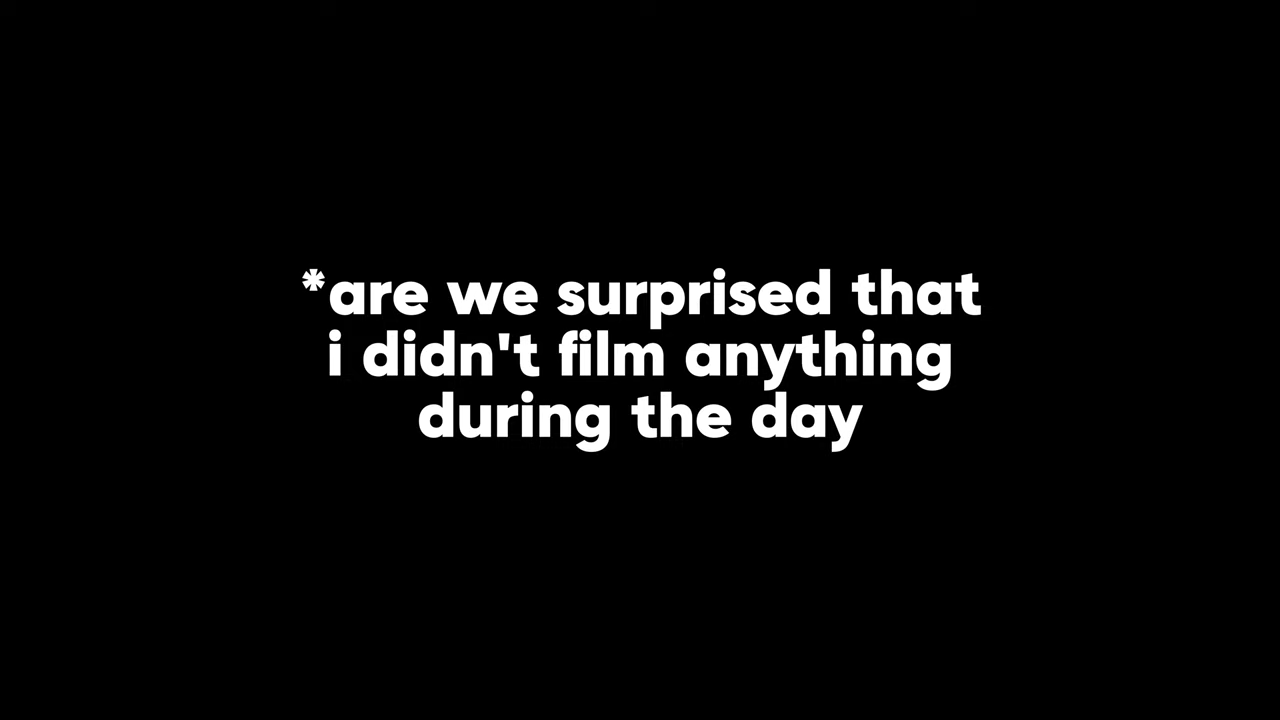 *are we surprised that
i didn't film anything
during the day